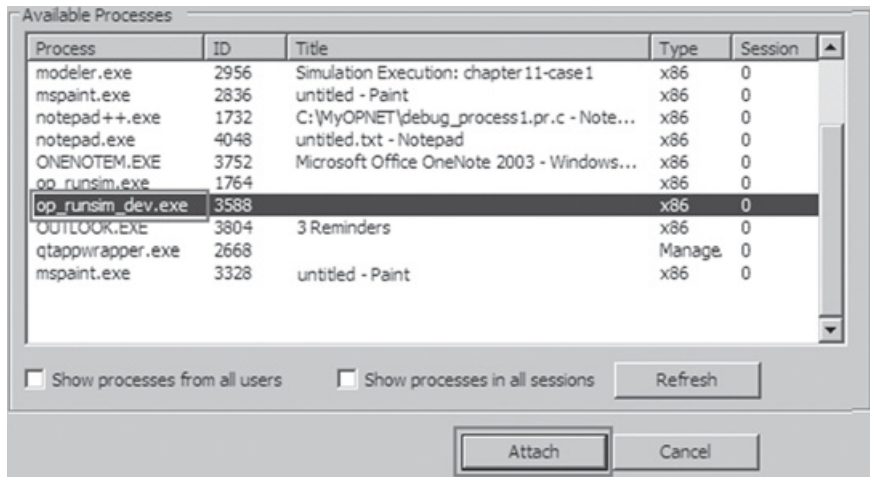 Available Processes
Process ID Title Type Session
modeler.exe 2956 Simulation Execution: chapter11-case1 x86 0
mspaint.exe 2836 untitled - Paint x86 0
notepad++.exe 1732 C:\MyOPNET\debug_process1.pr.c - Note... x86 0
notepad.exe 4048 untitled.txt - Notepad x86 0
ONENOTEM.EXE 3752 Microsoft Office OneNote 2003 - Windows... x86 0
op_runsim.exe 1764 x86 0
op_runsim_dev.exe 3588 x86 0
OUTLOOK.EXE 3804 3 Reminders x86 0
qtappwrapper.exe 2668 Manage. 0
mspaint.exe 3328 untitled - Paint x86 0
Show processes from all users Show processes in all sessions Refresh
Attach Cancel